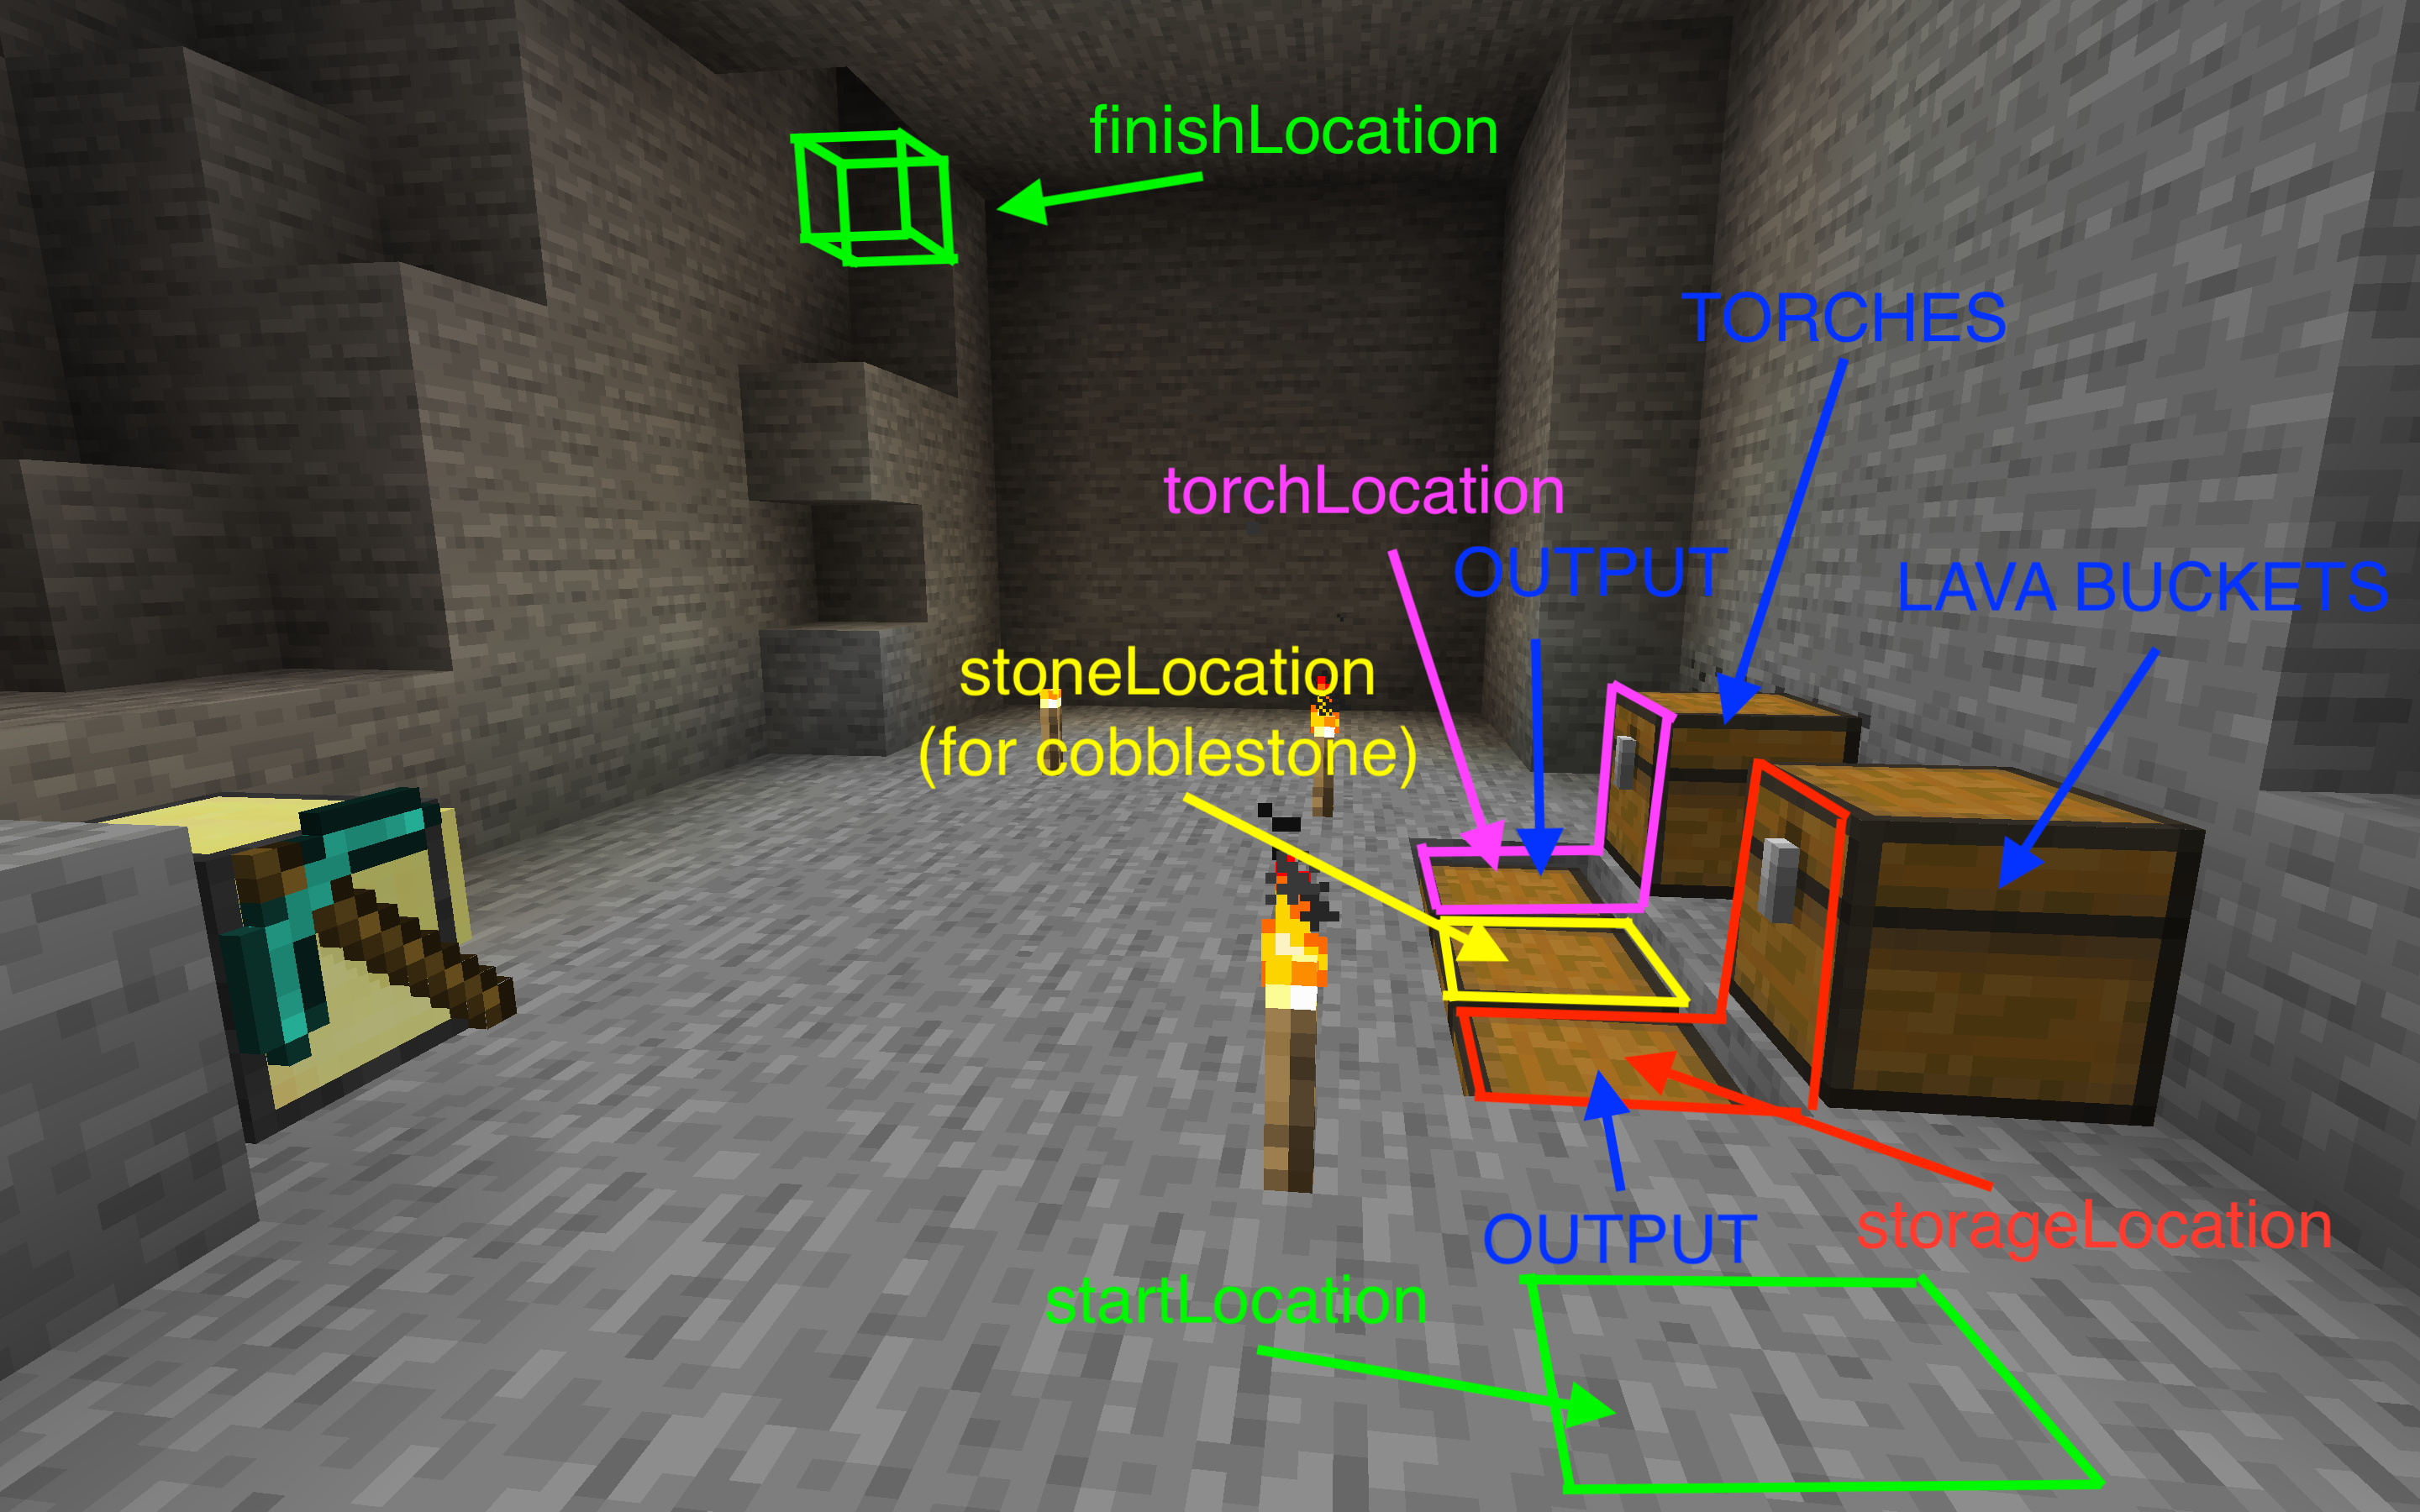 finishLocation
TORCHES
torchLocation
OUTPUT
LAVA BUCKETS
stoneLocation
(for cobblestone)
OUTPUT
storageLocation
startLocation